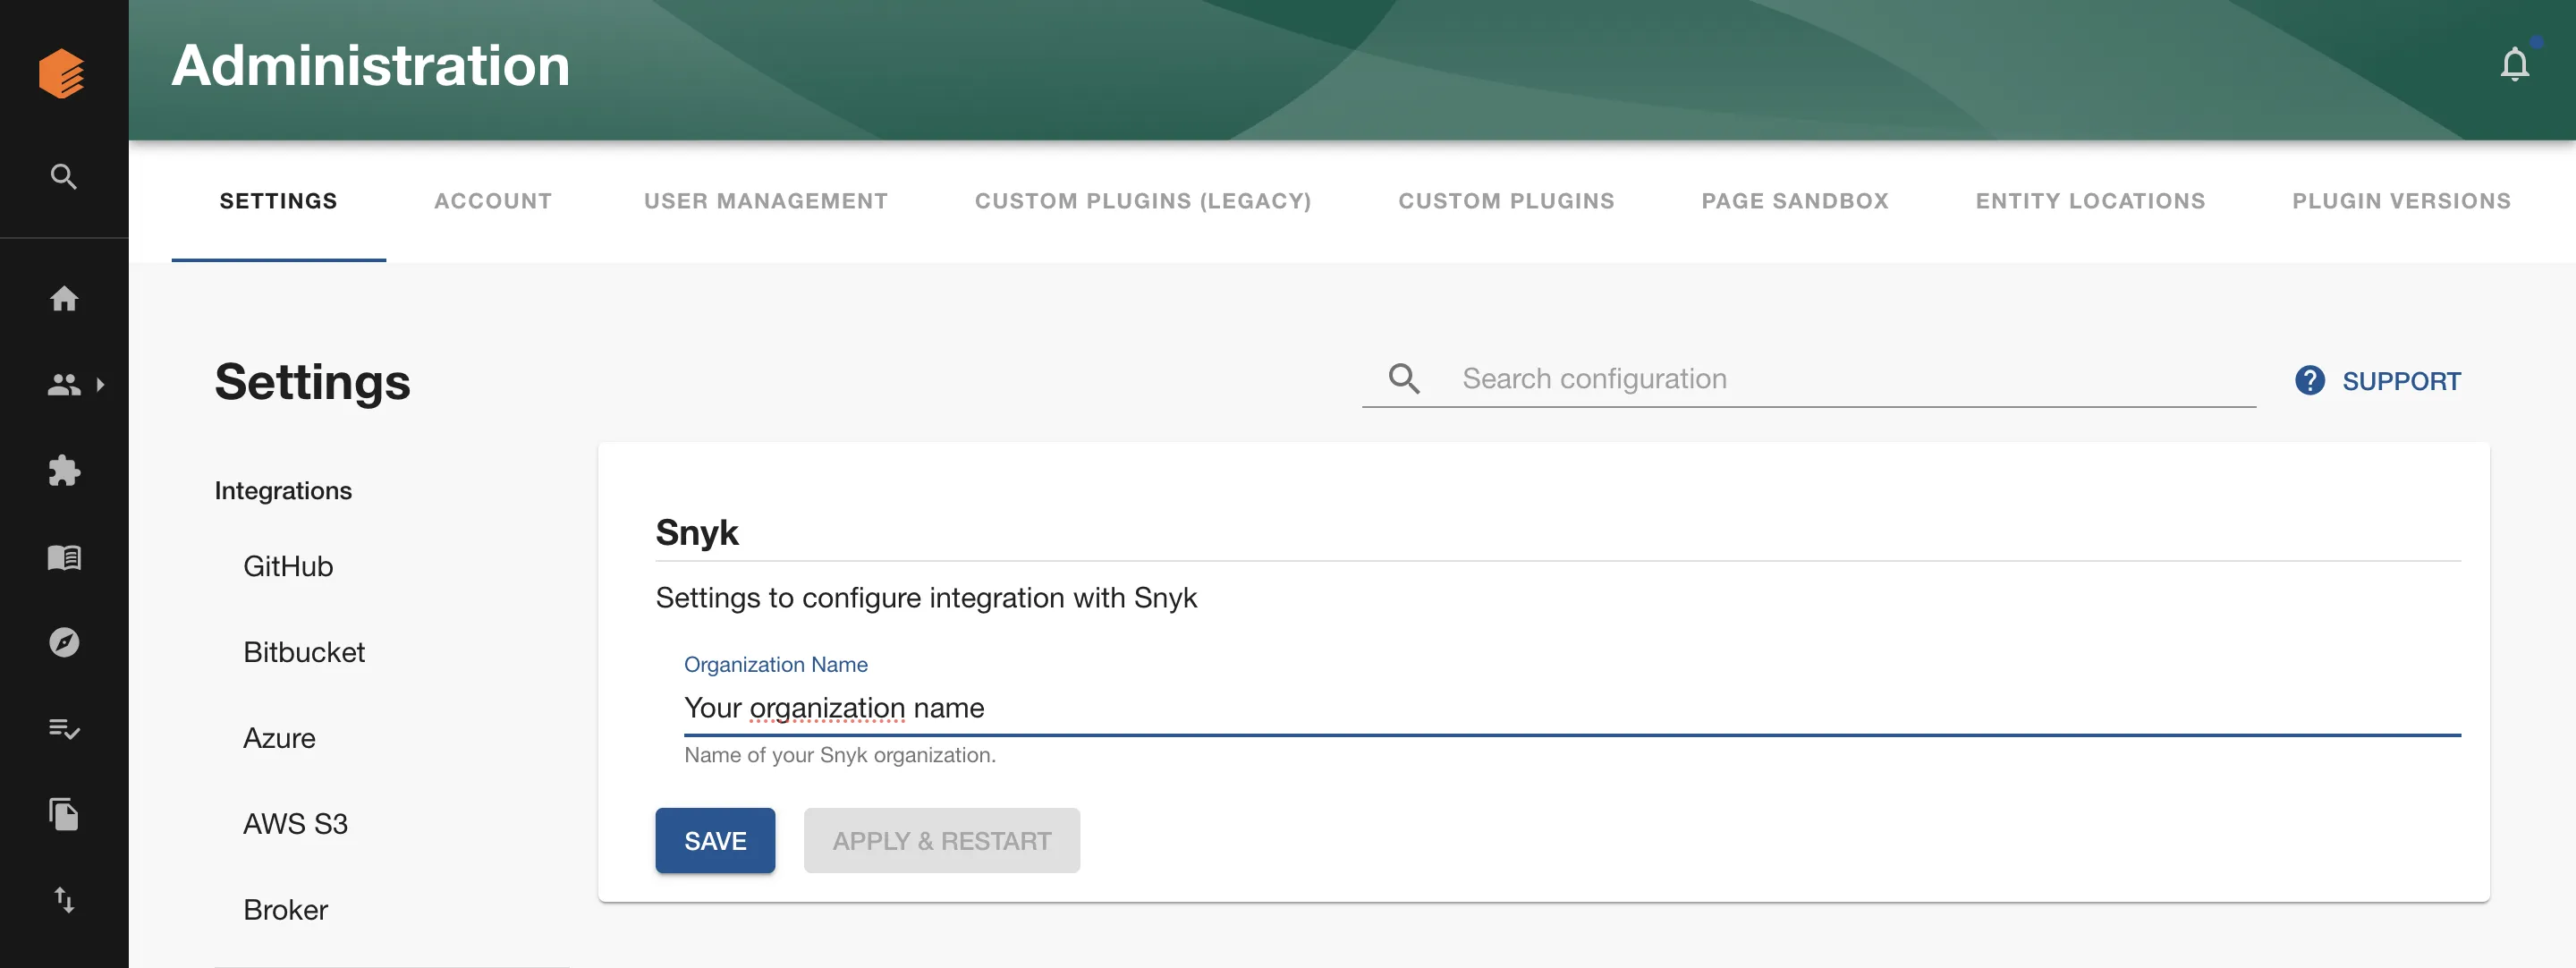 Administration
SETTINGS ACCOUNT USER MANAGEMENT CUSTOM PLUGINS (LEGACY) CUSTOM PLUGINS PAGE SANDBOX ENTITY LOCATIONS PLUGIN VERSIONS
Settings
Search configuration
SUPPORT
Integrations
GitHub
Bitbucket
Azure
AWS S3
Broker
Snyk
Settings to configure integration with Snyk
Organization Name
Your organization name
Name of your Snyk organization.
SAVE APPLY & RESTART